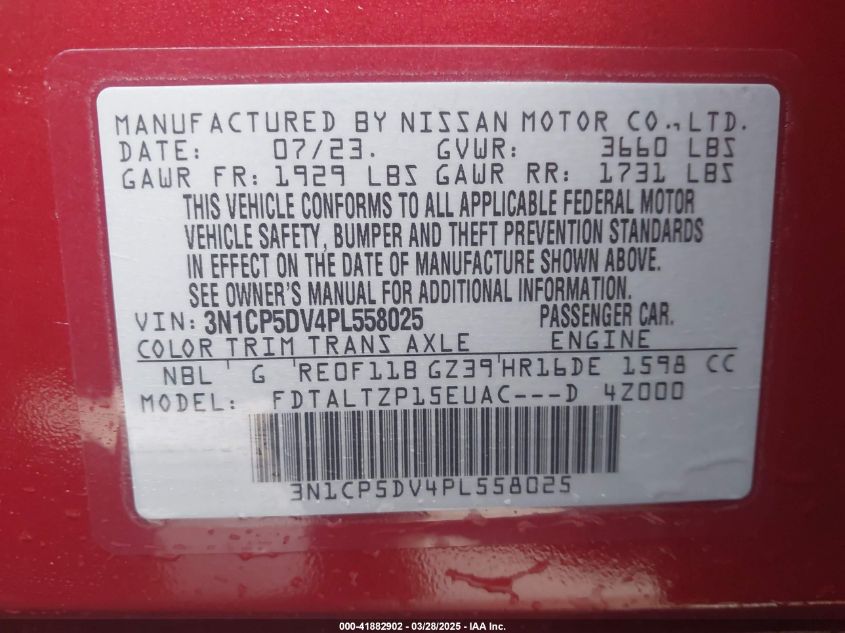 MANUFACTURED BY NISSAN MOTOR CO., LTD.
DATE: 07/23. GVWR: 3660 LBS
GAWR FR: 1929 LBS GAWR RR: 1731 LBS
THIS VEHICLE CONFORMS TO ALL APPLICABLE FEDERAL MOTOR
VEHICLE SAFETY, BUMPER AND THEFT PREVENTION STANDARDS
IN EFFECT ON THE DATE OF MANUFACTURE SHOWN ABOVE.
SEE OWNER'S MANUAL FOR ADDITIONAL INFORMATION.
VIN: 3N1CP5DV4PL558025 PASSENGER CAR.
COLOR TRIM TRANS AXLE ENGINE
NBL G RE0F11B GZ39 HR16DE 1598 CC
MODEL: FDTALTZP15EUAC---D 4Z000
3N1CP5DV4PL558025
000-41882902 - 03/28/2025 - IAA Inc.